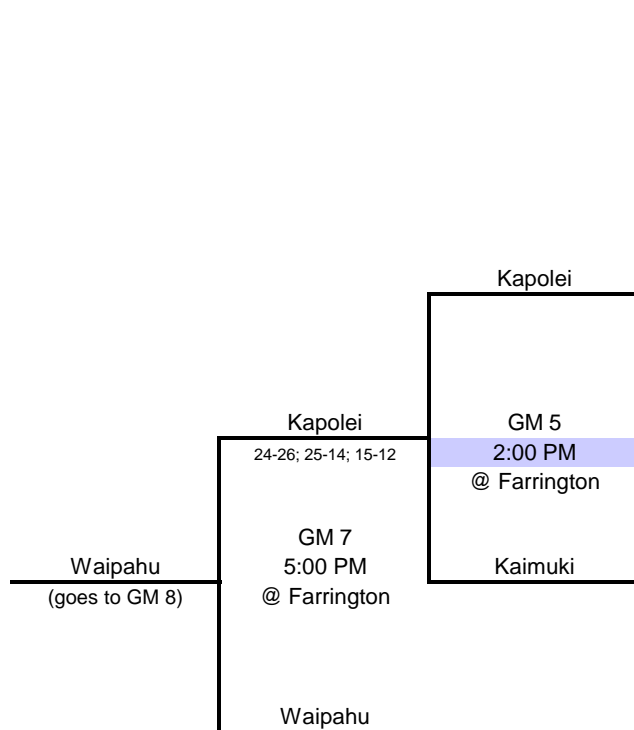 Kapolei
Kapolei
GM 5
24-26; 25-14; 15-12
2:00 PM
@ Farrington
GM 7
Waipahu
5:00 PM
Kaimuki
(goes to GM 8)
@ Farrington
Waipahu